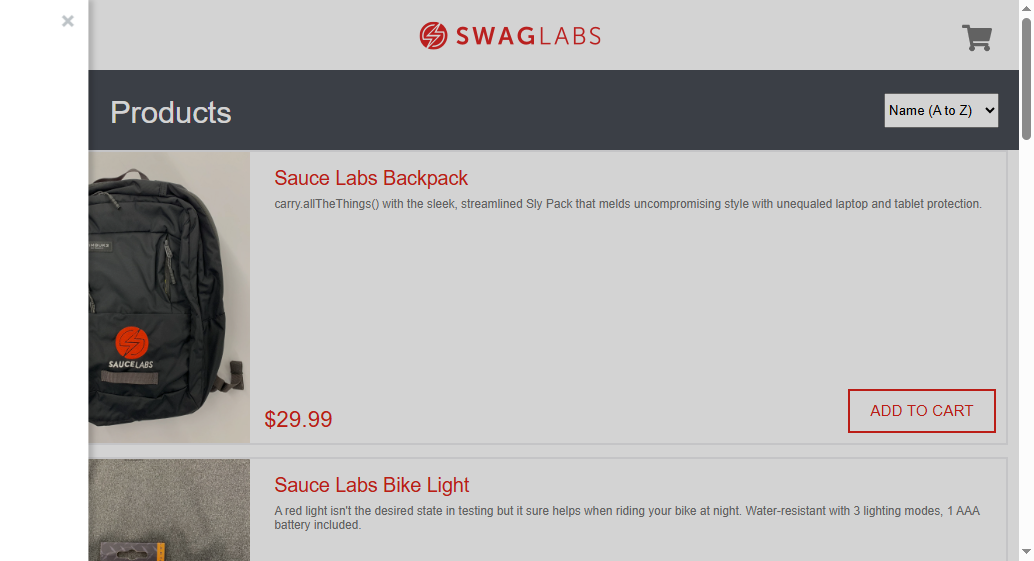 ×
SWAGLABS
Products
Name (A to Z)
Sauce Labs Backpack
carry.allTheThings() with the sleek, streamlined Sly Pack that melds uncompromising style with unequaled laptop and tablet protection.
SAUCELABS
$29.99
ADD TO CART
Sauce Labs Bike Light
A red light isn't the desired state in testing but it sure helps when riding your bike at night. Water-resistant with 3 lighting modes, 1 AAA
battery included.